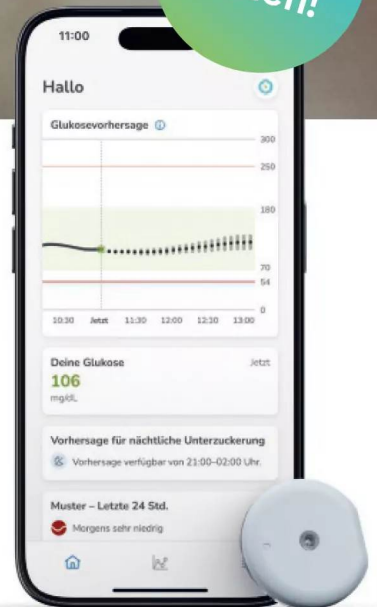 11:00
Hallo
Glukosevorhersage
300
250
180
70
54
0
10:30 Jetzt 11:30 12:00 12:30 13:00
Deine Glukose Jetzt
106
mg/dL
Vorhersage für nächtliche Unterzuckerung
Vorhersage verfügbar von 21:00-02:00 Uhr.
Muster – Letzte 24 Std.
Morgens sehr niedrig